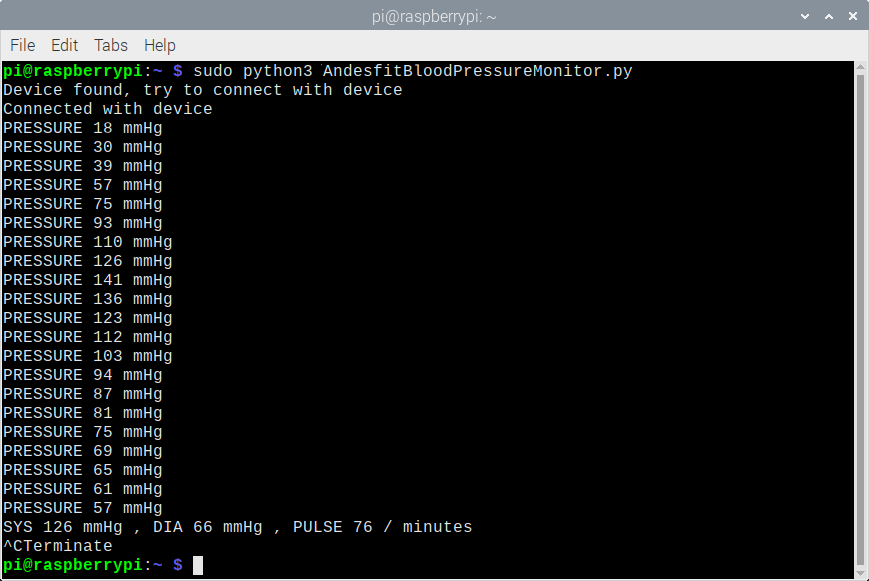 pi@raspberrypi: ~
File Edit Tabs Help
pi@raspberrypi:~ $ sudo python3 AndesfitBloodPressureMonitor.py
Device found, try to connect with device
Connected with device
PRESSURE 18 mmHg
PRESSURE 30 mmHg
PRESSURE 39 mmHg
PRESSURE 57 mmHg
PRESSURE 75 mmHg
PRESSURE 93 mmHg
PRESSURE 110 mmHg
PRESSURE 126 mmHg
PRESSURE 141 mmHg
PRESSURE 136 mmHg
PRESSURE 123 mmHg
PRESSURE 112 mmHg
PRESSURE 103 mmHg
PRESSURE 94 mmHg
PRESSURE 87 mmHg
PRESSURE 81 mmHg
PRESSURE 75 mmHg
PRESSURE 69 mmHg
PRESSURE 65 mmHg
PRESSURE 61 mmHg
PRESSURE 57 mmHg
SYS 126 mmHg , DIA 66 mmHg , PULSE 76 / minutes
^CTerminate
pi@raspberrypi:~ $